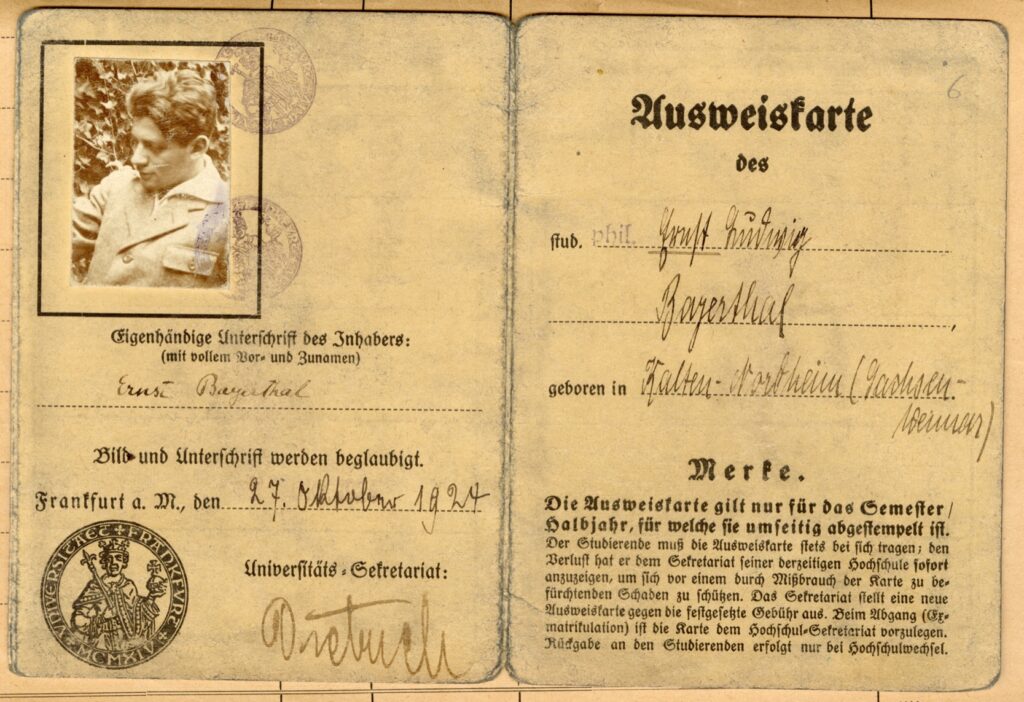 Eigenhändige Unterschrift des Inhabers:
(mit vollem Vor- und Zunamen)
Ernst Bayerthal
Bild und Unterschrift werden beglaubigt.
Frankfurt a. M., den 27. Oktober 1924
Universitäts-Sekretariat:
MCMXIV
6
Ausweiskarte
des
stud. phil. Ernst Ludwig
Bayerthal,
geboren in Kalten-Nordheim (Sachsen-
Weimar)
Merke.
Die Ausweiskarte gilt nur für das Semester/
Halbjahr, für welche sie umseitig abgestempelt ist.
Der Studierende muß die Ausweiskarte stets bei sich tragen; den
Verlust hat er dem Sekretariat seiner derzeitigen Hochschule sofort
anzuzeigen, um sich vor einem durch Mißbrauch der Karte zu be-
fürchtenden Schaden zu schützen. Das Sekretariat stellt eine neue
Ausweiskarte gegen die festgesetzte Gebühr aus. Beim Abgang (Ex-
matrikulation) ist die Karte dem Hochschul-Sekretariat vorzulegen.
Rückgabe an den Studierenden erfolgt nur bei Hochschulwechsel.